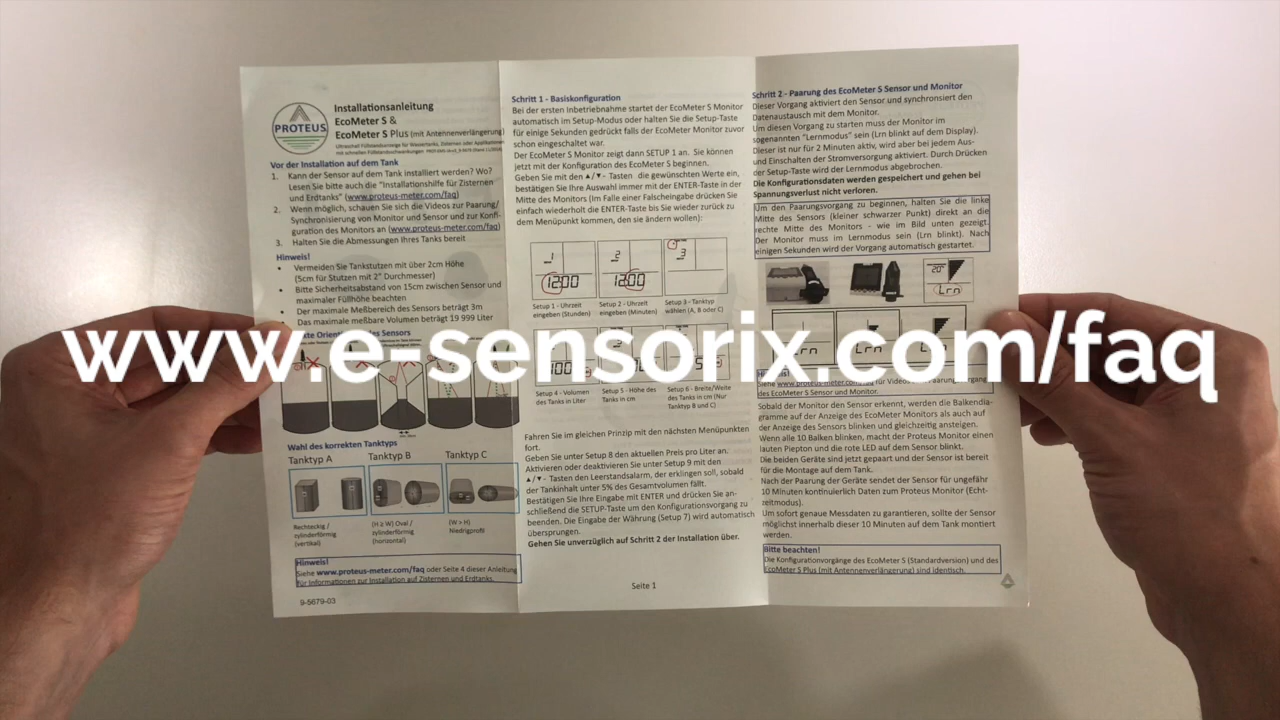 PROTEUS
Installationsanleitung
EcoMeter S &
EcoMeter S Plus (mit Antennenverlängerung)
Ultraschall Füllstandsanzeige für Wassertanks, Zisternen oder Applikationen
mit schnellen Füllstandsschwankungen
Vor der Installation auf dem Tank
1. Kann der Sensor auf dem Tank installiert werden? Wo?
Lesen Sie bitte auch die "Installationshilfe für Zisternen
und Erdtanks" (www.proteus-meter.com/faq)
2. Wenn möglich, schauen Sie sich die Videos zur Paarung/
Synchronisierung von Monitor und Sensor und zur Konfi-
guration des Monitors an (www.proteus-meter.com/faq)
3. Halten Sie die Abmessungen Ihres Tanks bereit
Hinweis!
• Vermeiden Sie Tankstutzen mit über 2cm Höhe
(5cm für Stutzen mit 2" Durchmesser)
• Bitte Sicherheitsabstand von 15cm zwischen Sensor und
maximaler Füllhöhe beachten
• Der maximale Meßbereich des Sensors beträgt 3m
Das maximale meßbare Volumen beträgt 19 999 Liter
des Sensors
Wahl des korrekten Tanktyps
Tanktyp A Tanktyp B Tanktyp C
Rechteckig /
zylinderförmig
(vertikal)
(H ≥ W) Oval /
zylinderförmig
(horizontal)
(W > H)
Niedrigprofil
Hinweis!
Siehe www.proteus-meter.com/faq oder Seite 4 dieser Anleitung
für Informationen zur Installation auf Zisternen und Erdtanks.
9-5679-03
Schritt 1 - Basiskonfiguration
Bei der ersten Inbetriebnahme startet der EcoMeter S Monitor
automatisch im Setup-Modus oder halten Sie die Setup-Taste
für einige Sekunden gedrückt falls der EcoMeter Monitor zuvor
schon eingeschaltet war.
Der EcoMeter S Monitor zeigt dann SETUP 1 an. Sie können
jetzt mit der Konfiguration des EcoMeter S beginnen.
Geben Sie mit den ▲/▼- Tasten die gewünschten Werte ein,
bestätigen Sie Ihre Auswahl immer mit der ENTER-Taste in der
Mitte des Monitors (Im Falle einer Falscheingabe drücken Sie
einfach wiederholt die ENTER-Taste bis Sie wieder zurück zu
dem Menüpunkt kommen, den sie ändern wollen):
1 2 3
12:00 12:00
Setup 1 - Uhrzeit
eingeben (Stunden)
Setup 2 - Uhrzeit
eingeben (Minuten)
Setup 3 - Tanktyp
wählen (A, B oder C)
Setup 4 - Volumen
des Tanks in Liter
Setup 5 - Höhe des
Tanks in cm
Setup 6 - Breite/Weite
des Tanks in cm (Nur
Tanktyp B und C)
Fahren Sie im gleichen Prinzip mit den nächsten Menüpunkten
fort.
Geben Sie unter Setup 8 den aktuellen Preis pro Liter an.
Aktivieren oder deaktivieren Sie unter Setup 9 mit den
▲/▼- Tasten den Leerstandsalarm, der erklingen soll, sobald
der Tankinhalt unter 5% des Gesamtvolumen fällt.
Bestätigen Sie Ihre Eingabe mit ENTER und drücken Sie an-
schließend die SETUP-Taste um den Konfigurationsvorgang zu
beenden. Die Eingabe der Währung (Setup 7) wird automatisch
übersprungen.
Gehen Sie unverzüglich auf Schritt 2 der Installation über.
Seite 1
Schritt 2 - Paarung des EcoMeter S Sensor und Monitor
Dieser Vorgang aktiviert den Sensor und synchronisiert den
Datenaustausch mit dem Monitor.
Um diesen Vorgang zu starten muss der Monitor im
sogenannten "Lernmodus" sein (Lrn blinkt auf dem Display).
Dieser ist nur für 2 Minuten aktiv, wird aber bei jedem Aus-
und Einschalten der Stromversorgung aktiviert. Durch Drücken
der Setup-Taste wird der Lernmodus abgebrochen.
Die Konfigurationsdaten werden gespeichert und gehen bei
Spannungsverlust nicht verloren.
Um den Paarungsvorgang zu beginnen, halten Sie die linke
Mitte des Sensors (kleiner schwarzer Punkt) direkt an die
rechte Mitte des Monitors - wie im Bild unten gezeigt.
Der Monitor muss im Lernmodus sein (Lrn blinkt). Nach
einigen Sekunden wird der Vorgang automatisch gestartet.
20°
Lrn
Lrn Lrn Lrn
www.e-sensorix.com/faq
Siehe www.proteus-meter.com/faq für Videos
des EcoMeter S Sensor und Monitor.
Sobald der Monitor den Sensor erkennt, werden die Balkendia-
gramme auf der Anzeige des EcoMeter Monitors als auch auf
der Anzeige des Sensors blinken und gleichzeitig ansteigen.
Wenn alle 10 Balken blinken, macht der Proteus Monitor einen
lauten Piepton und die rote LED auf dem Sensor blinkt.
Die beiden Geräte sind jetzt gepaart und der Sensor ist bereit
für die Montage auf dem Tank.
Nach der Paarung der Geräte sendet der Sensor für ungefähr
10 Minuten kontinuierlich Daten zum Proteus Monitor (Echt-
zeitmodus).
Um sofort genaue Messdaten zu garantieren, sollte der Sensor
möglichst innerhalb dieser 10 Minuten auf dem Tank montiert
werden.
Bitte beachten!
Die Konfigurationvorgänge des EcoMeter S (Standardversion) und des
EcoMeter S Plus (mit Antennenverlängerung) sind identisch.